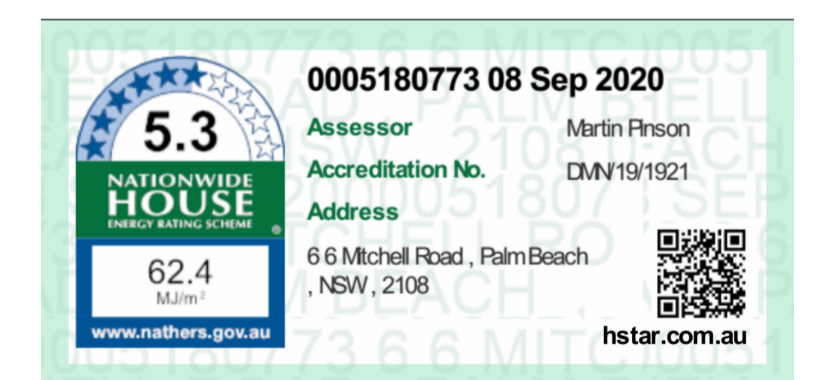 0005180773 08 Sep 2020
5.3
NATIONWIDE
HOUSE
ENERGY RATING SCHEME
62.4
MJ/m²
www.nathers.gov.au
Assessor Martin Pinson
Accreditation No. DMN/19/1921
Address
6 6 Mitchell Road , Palm Beach
, NSW , 2108
hstar.com.au